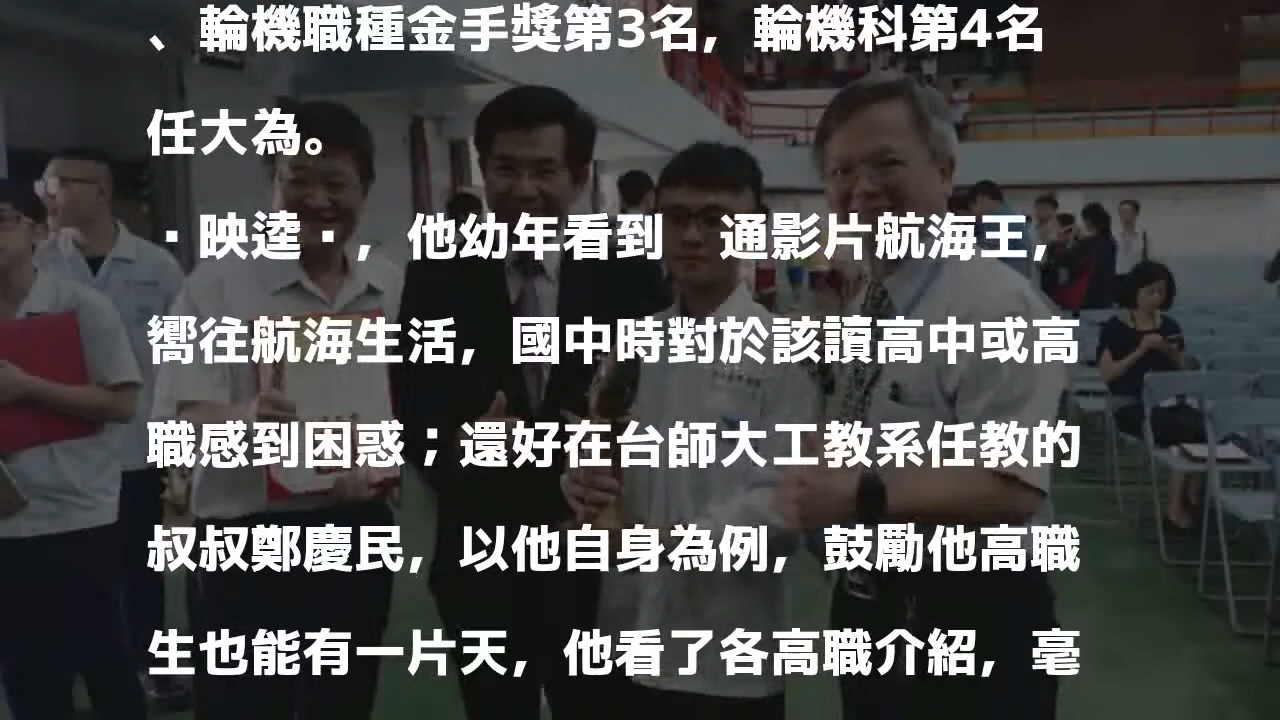 、輪機職種金手獎第3名，輪機科第4名
任大為。
·映逵·，他幼年看到　通影片航海王，
嚮往航海生活，國中時對於該讀高中或高
職感到困惑；還好在台師大工教系任教的
叔叔鄭慶民，以他自身為例，鼓勵他高職
生也能有一片天，他看了各高職介紹，毫